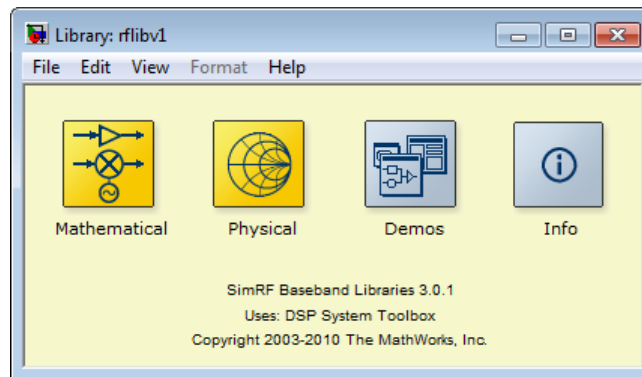 Library: rflibv1
File Edit View Format Help
Mathematical Physical Demos Info
SimRF Baseband Libraries 3.0.1
Uses: DSP System Toolbox
Copyright 2003-2010 The MathWorks, Inc.